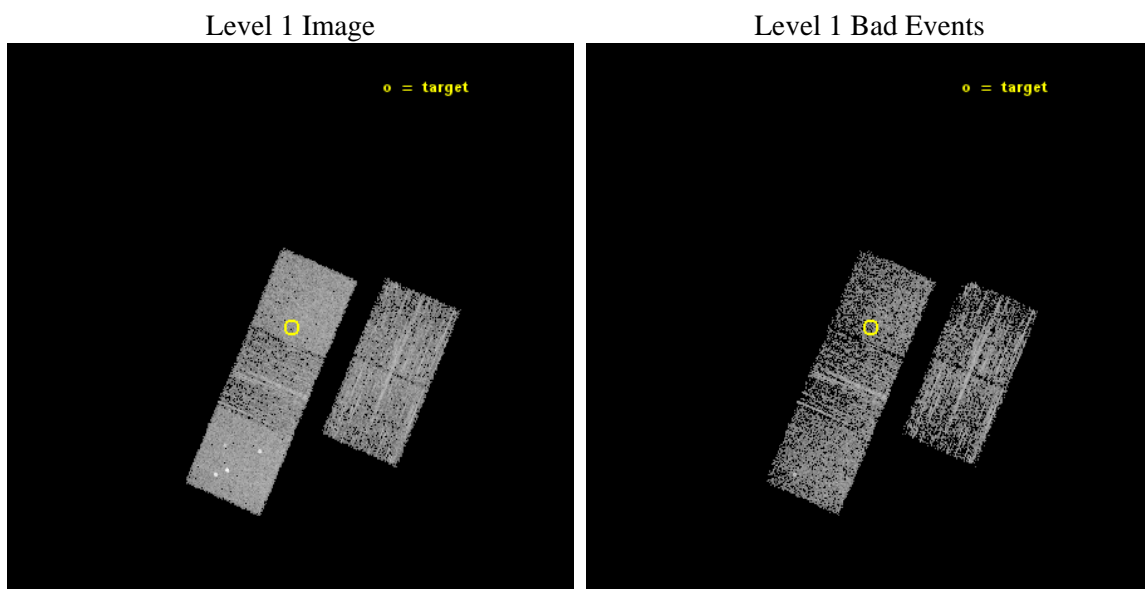 Level 1 Image
Level 1 Bad Events
o = target
o = target